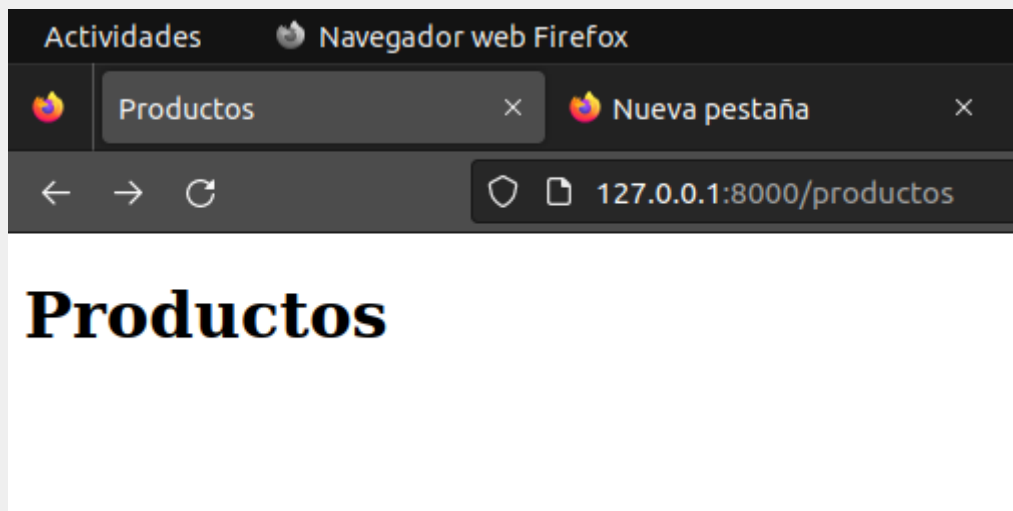 Actividades Navegador web Firefox
Productos Nueva pestaña
127.0.0.1:8000/productos
Productos